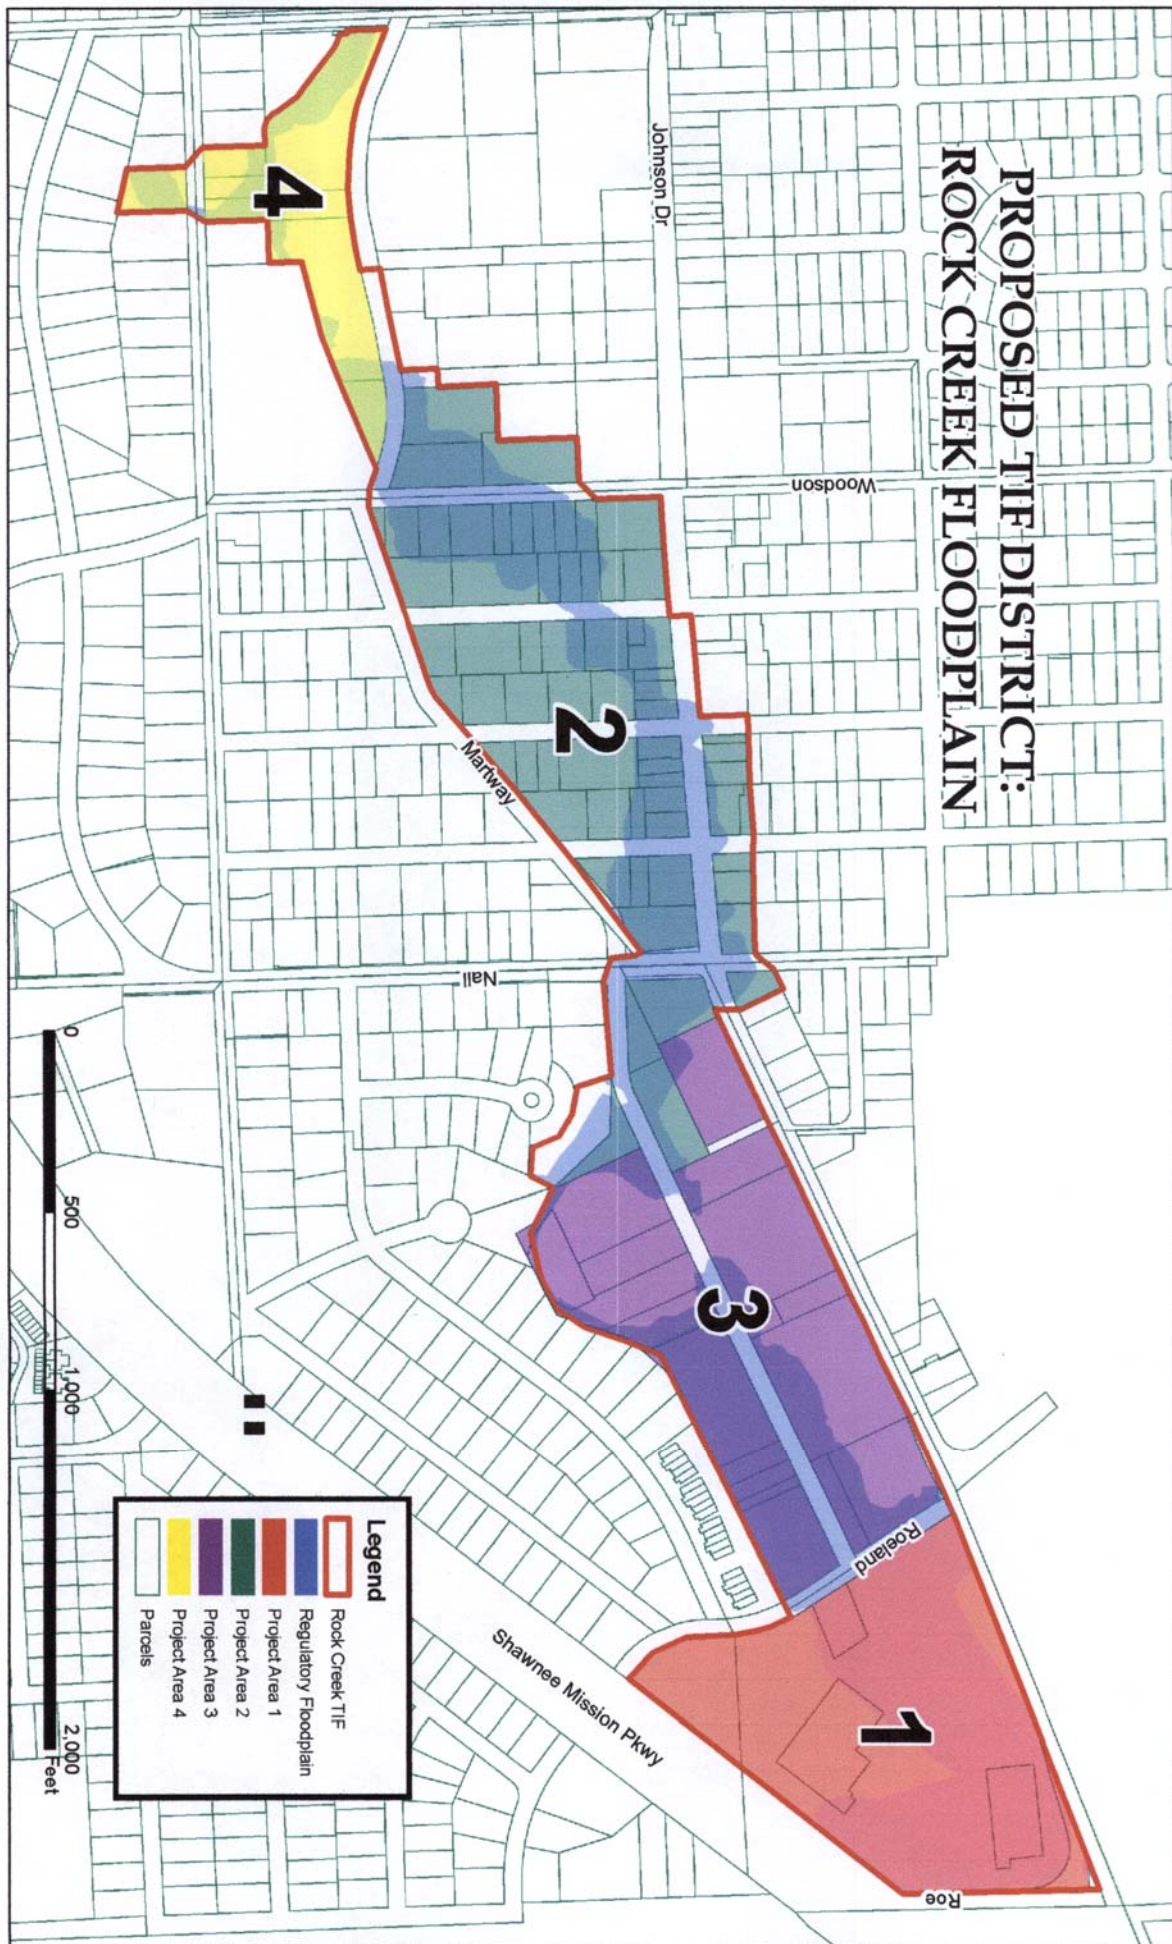 PROPOSED TIF DISTRICT:
ROCK CREEK FLOODPLAIN
Johnson Dr
Woodson
Martway
Nall
Roeland
Roe
Shawnee Mission Pkwy
4
2
3
1
0
500
1,000
2,000
Feet
Legend
Rock Creek TIF
Regulatory Floodplain
Project Area 1
Project Area 2
Project Area 3
Project Area 4
Parcels